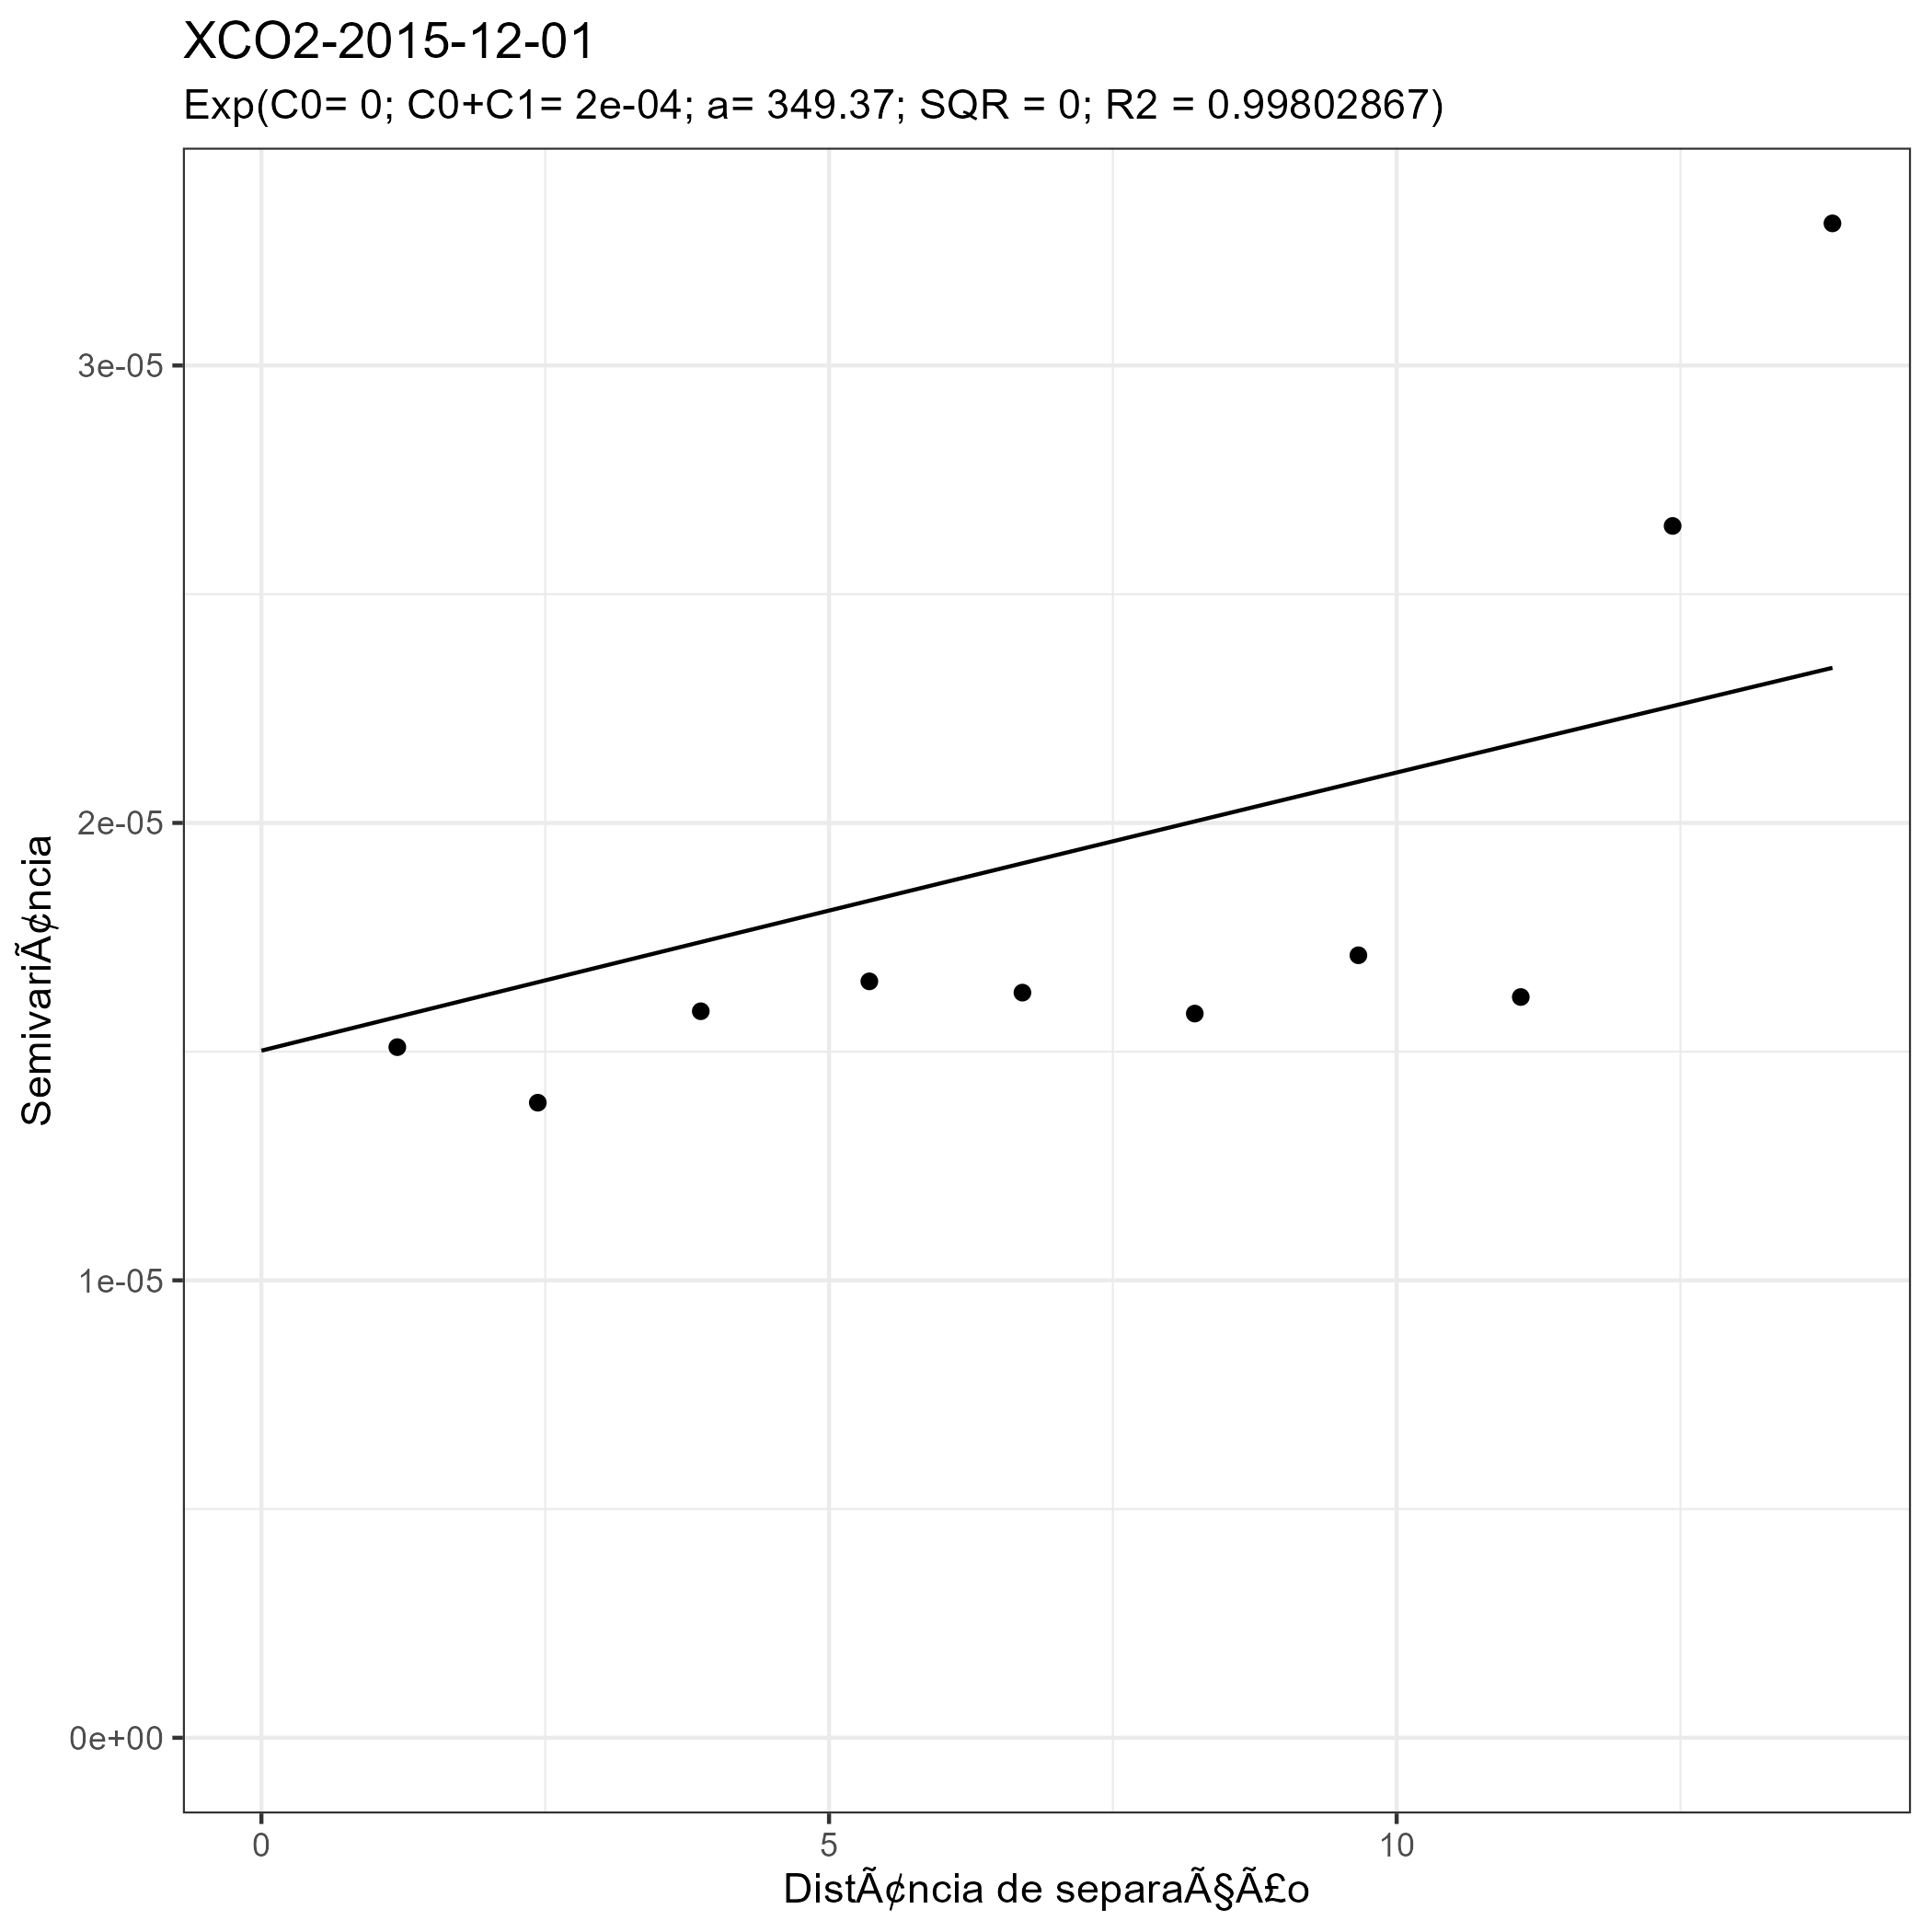 XCO2-2015-12-01
Exp(C0= 0; C0+C1= 2e-04; a= 349.37; SQR = 0; R2 = 0.99802867)
3e-05
2e-05
1e-05
0e+00
SemivariÃ¢ncia
0
5
10
DistÃ¢ncia de separaÃ§Ã£o